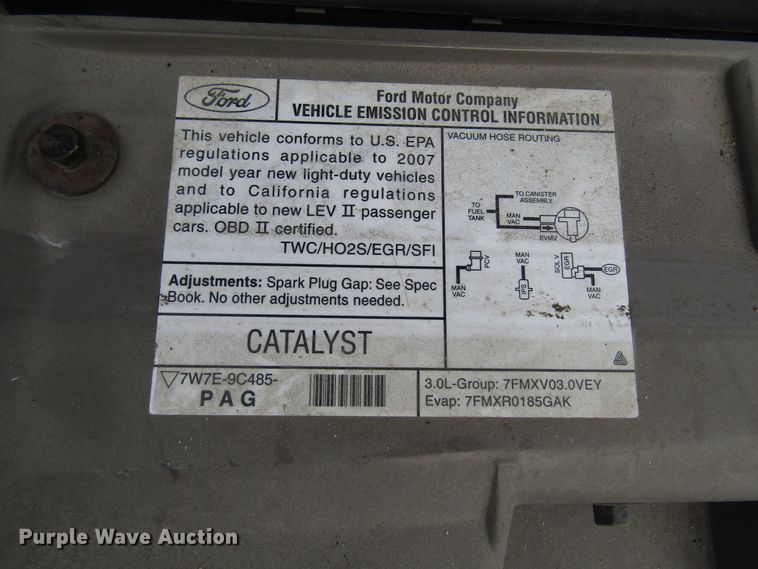 Ford
Ford Motor Company
VEHICLE EMISSION CONTROL INFORMATION
This vehicle conforms to U.S. EPA
regulations applicable to 2007
model year new light-duty vehicles
and to California regulations
applicable to new LEV II passenger
cars. OBD II certified.
TWC/HO2S/EGR/SFI
Adjustments: Spark Plug Gap: See Spec
Book. No other adjustments needed.
CATALYST
VACUUM HOSE ROUTING
TO CANISTER
ASSEMBLY
TO
FUEL
TANK
MAN
VAC
EVMV
PCV
MAN
VAC
MAN
VAC
IPS
SOL V
EGR
EGR
MAN
VAC
7W7E-9C485-
PAG
3.0L-Group: 7FMXV03.0VEY
Evap: 7FMXR0185GAK
Purple Wave Auction